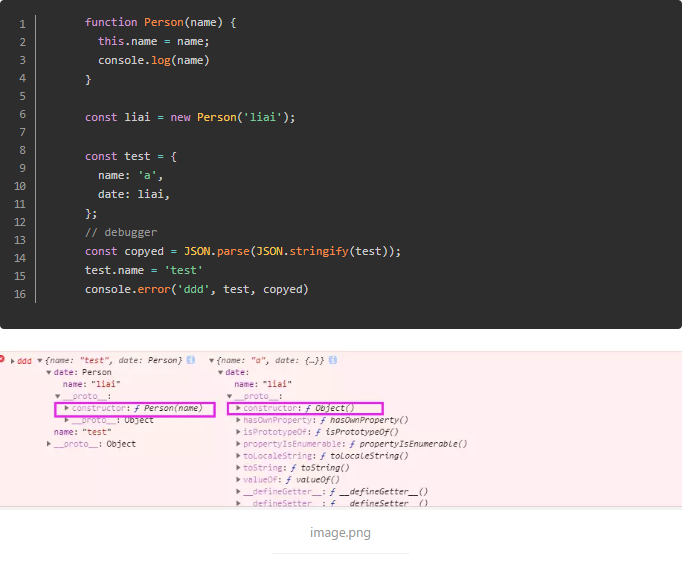 1 function Person(name) {
2 this.name = name;
3 console.log(name)
4 }
5
6 const liai = new Person('liai');
7
8 const test = {
9 name: 'a',
10 date: liai,
11 };
12 // debugger
13 const copyed = JSON.parse(JSON.stringify(test));
14 test.name = 'test'
15 console.error('ddd', test, copyed)
16
ddd {name: "test", date: Person} i {name: "a", date: {…}} i
date: Person date:
name: "liai" name: "liai"
__proto__: __proto__:
constructor: ƒ Person(name) constructor: ƒ Object()
__proto__: Object hasOwnProperty: ƒ hasOwnProperty()
name: "test" isPrototypeOf: ƒ isPrototypeOf()
__proto__: Object propertyIsEnumerable: ƒ propertyIsEnumerable()
toLocaleString: ƒ toLocaleString()
toString: ƒ toString()
valueOf: ƒ valueOf()
__defineGetter__: ƒ __defineGetter__()
__defineSetter__: ƒ __defineSetter__()
image.png